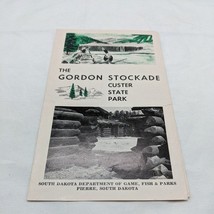 THE
GORDON STOCKADE
CUSTER
STATE
PARK
SOUTH DAKOTA DEPARTMENT OF GAME, FISH & PARKS
PIERRE, SOUTH DAKOTA